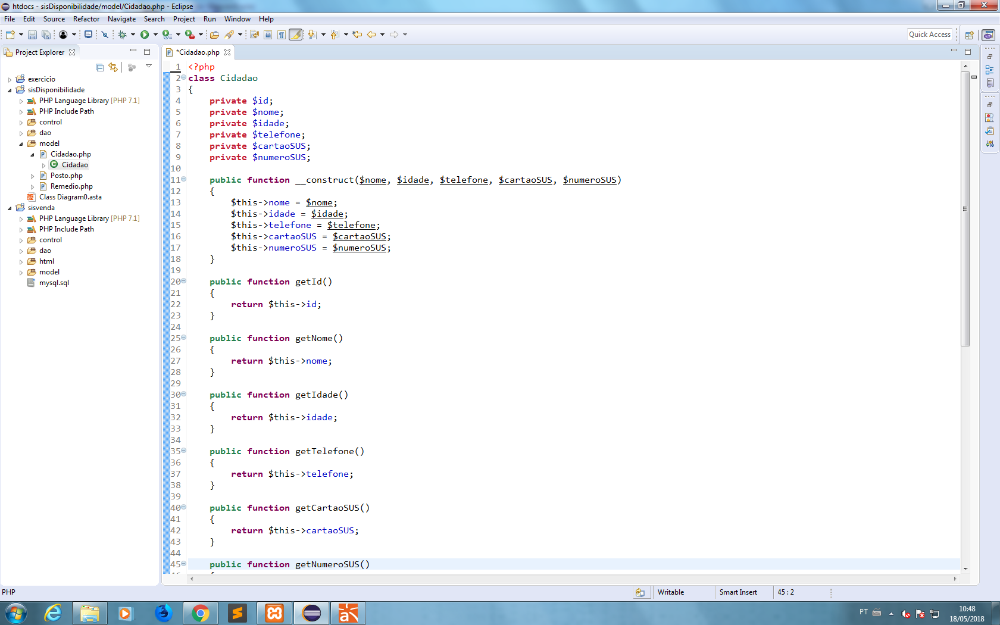 htdocs - sisDisponibilidade/model/Cidadao.php - Eclipse
File Edit Source Refactor Navigate Search Project Run Window Help
Quick Access
Project Explorer
*Cidadao.php
exercicio
sisDisponibilidade
PHP Language Library [PHP 7.1]
PHP Include Path
control
dao
model
Cidadao.php
Cidadao
Posto.php
Remedio.php
Class Diagram0.asta
sisvenda
PHP Language Library [PHP 7.1]
PHP Include Path
control
dao
html
model
mysql.sql
1 <?php
2 class Cidadao
3 {
4 private $id;
5 private $nome;
6 private $idade;
7 private $telefone;
8 private $cartaoSUS;
9 private $numeroSUS;
10
11 public function __construct($nome, $idade, $telefone, $cartaoSUS, $numeroSUS)
12 {
13 $this->nome = $nome;
14 $this->idade = $idade;
15 $this->telefone = $telefone;
16 $this->cartaoSUS = $cartaoSUS;
17 $this->numeroSUS = $numeroSUS;
18 }
19
20 public function getId()
21 {
22 return $this->id;
23 }
24
25 public function getNome()
26 {
27 return $this->nome;
28 }
29
30 public function getIdade()
31 {
32 return $this->idade;
33 }
34
35 public function getTelefone()
36 {
37 return $this->telefone;
38 }
39
40 public function getCartaoSUS()
41 {
42 return $this->cartaoSUS;
43 }
44
45 public function getNumeroSUS()
PHP
Writable
Smart Insert
45 : 2
PT
10:48
18/05/2018